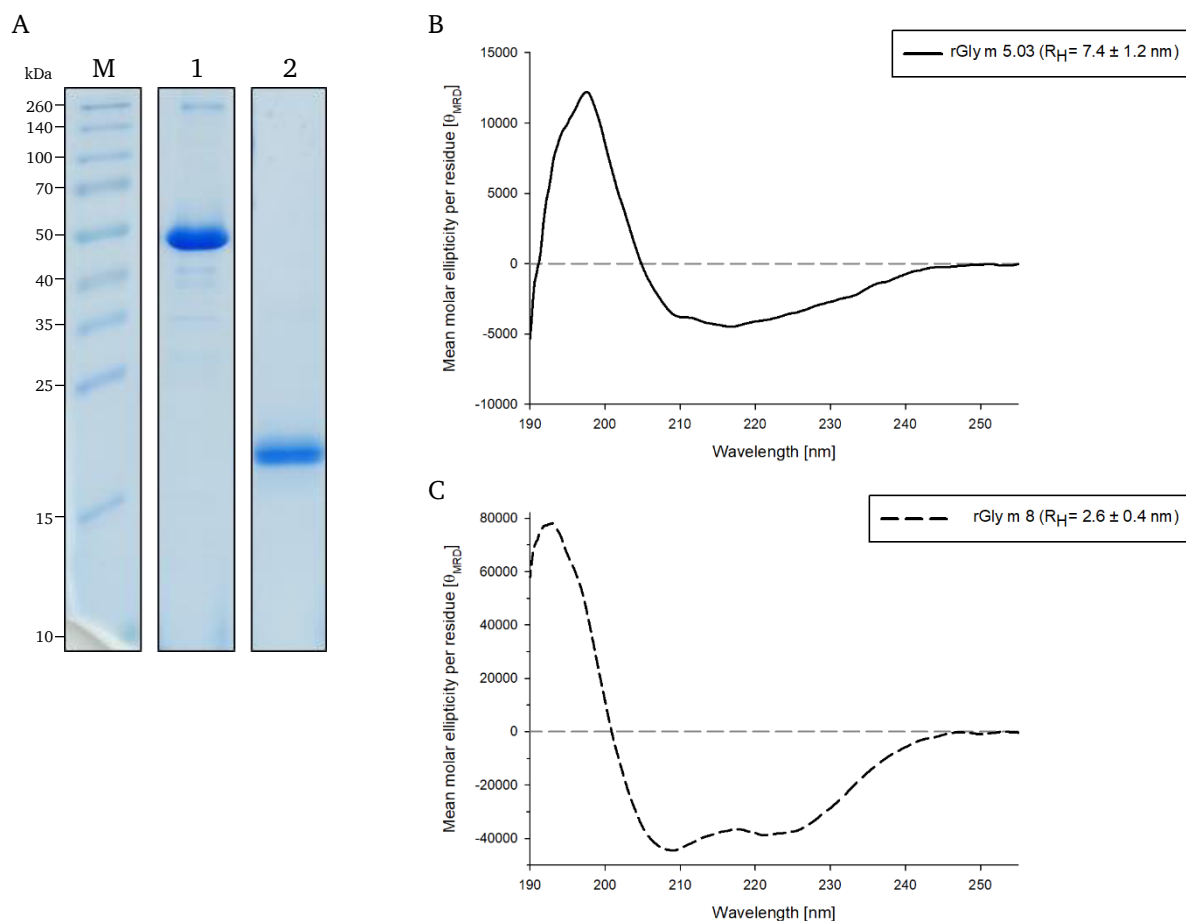 A
kDa
M
1
2
260
140
100
70
50
40
35
25
15
10
B
rGly m 5.03 (RH = 7.4 ± 1.2 nm)
Mean molar ellipticity per residue [θMRD]
15000
10000
5000
0
-5000
-10000
190 200 210 220 230 240 250
Wavelength [nm]
C
rGly m 8 (RH = 2.6 ± 0.4 nm)
Mean molar ellipticity per residue [θMRD]
80000
60000
40000
20000
0
-20000
-40000
190 200 210 220 230 240 250
Wavelength [nm]